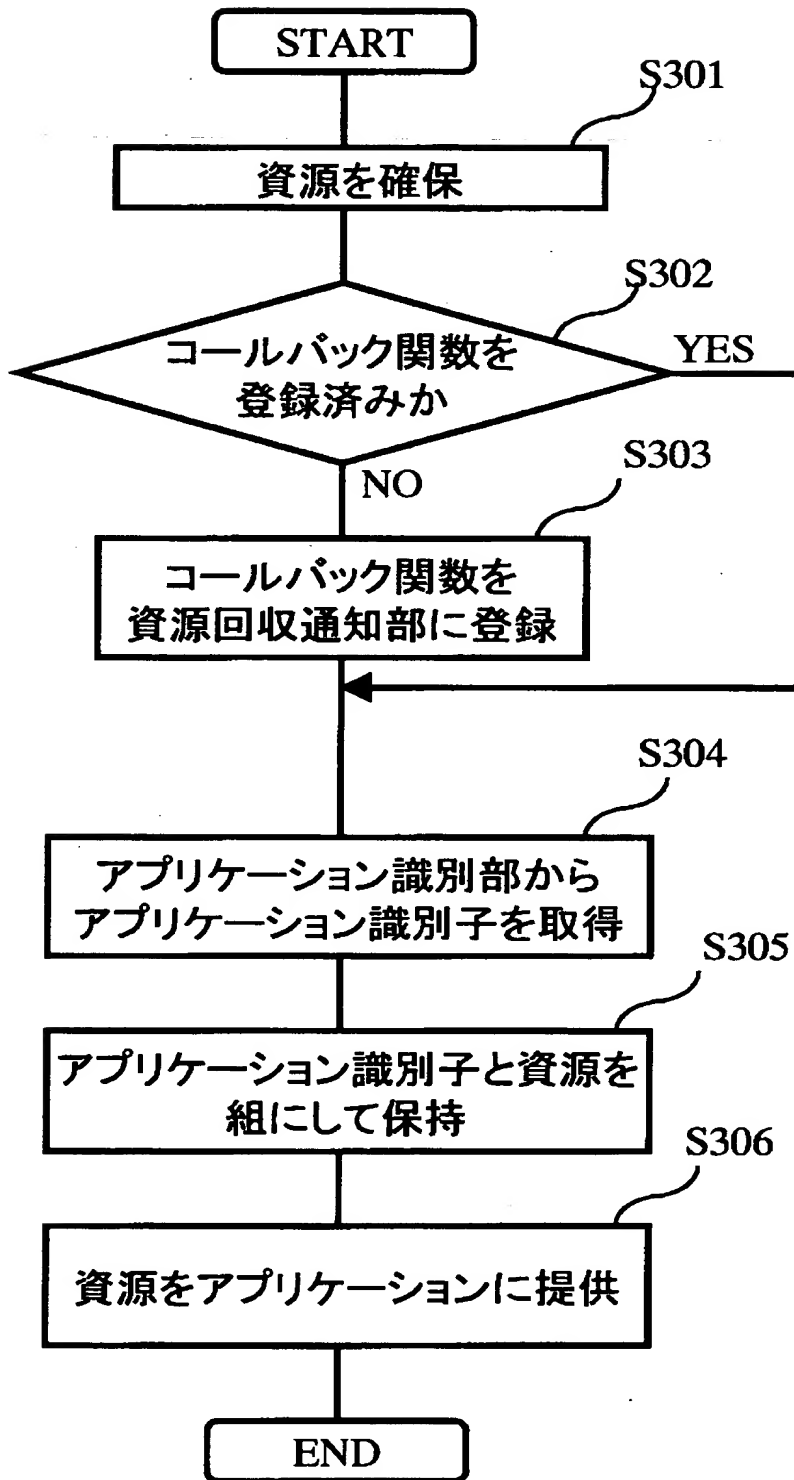 START
S301
資源を確保
S302
コールバック関数を
登録済みか
YES
NO
S303
コールバック関数を
資源回収通知部に登録
S304
アプリケーション識別部から
アプリケーション識別子を取得
S305
アプリケーション識別子と資源を
組にして保持
S306
資源をアプリケーションに提供
END